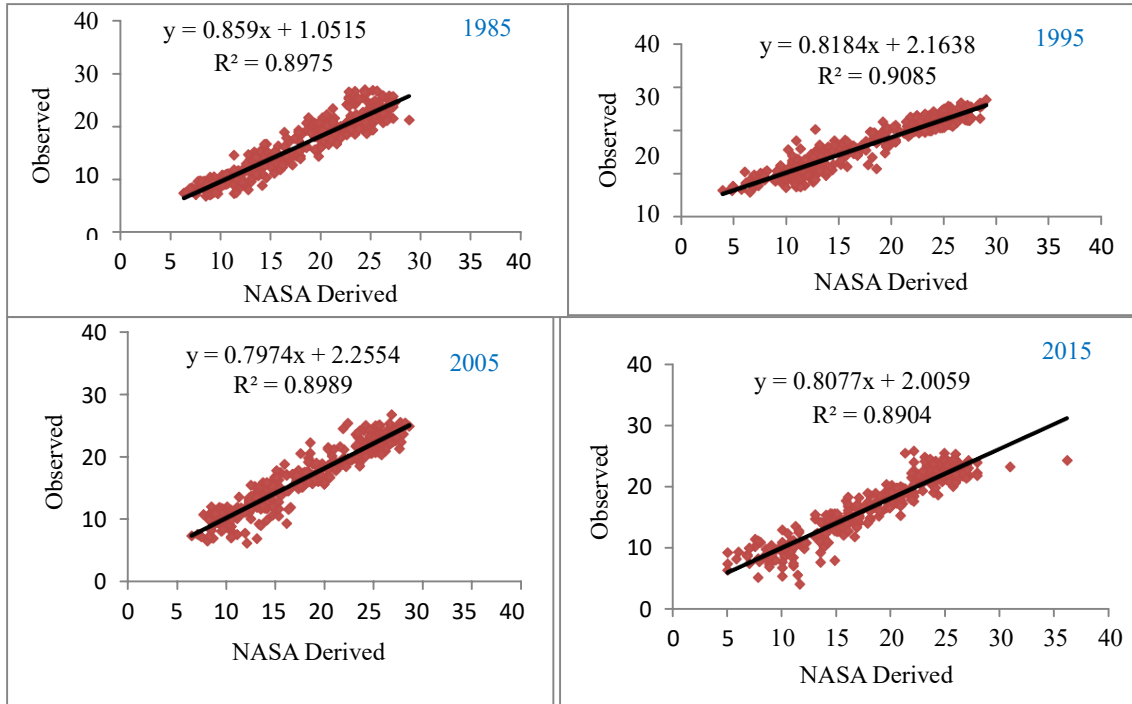 y = 0.859x + 1.0515
R² = 0.8975
1985
Observed
40
30
20
10
0
0 5 10 15 20 25 30 35 40
NASA Derived
y = 0.8184x + 2.1638
R² = 0.9085
1995
Observed
40
30
20
10
0 5 10 15 20 25 30 35 40
NASA Derived
y = 0.7974x + 2.2554
R² = 0.8989
2005
Observed
40
30
20
10
0
0 5 10 15 20 25 30 35 40
NASA Derived
y = 0.8077x + 2.0059
R² = 0.8904
2015
Observed
40
30
20
10
0
0 5 10 15 20 25 30 35 40
NASA Derived